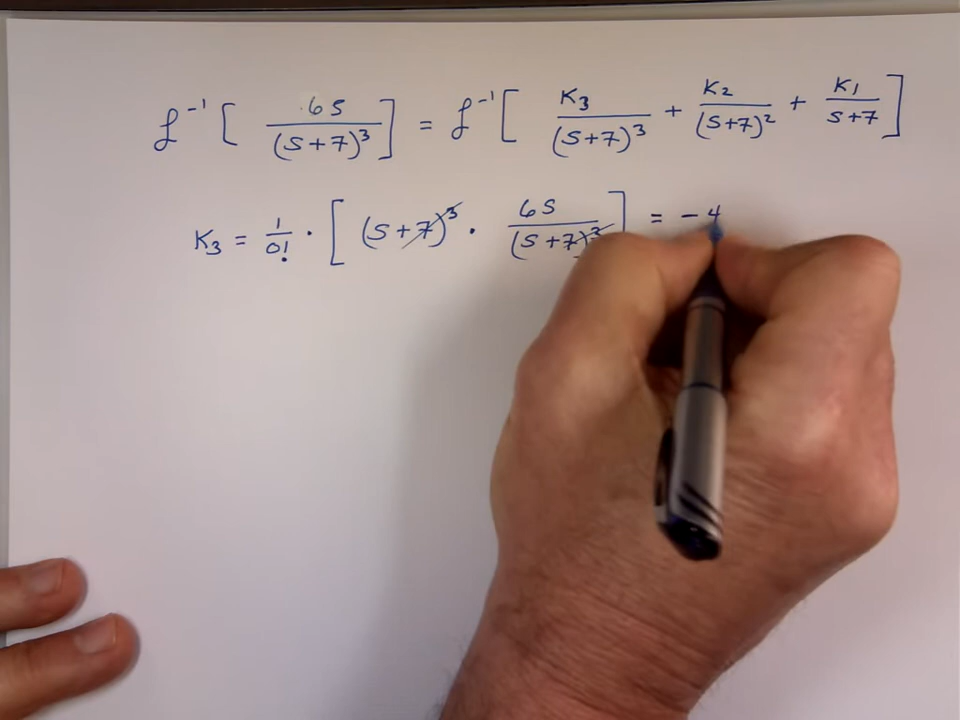 ℒ⁻¹[ 6s/(s+7)³ ] = ℒ⁻¹[ K₃/(s+7)³ + K₂/(s+7)² + K₁/s+7 ]
K₃ = 1/0! · [ (s+7)³ · 6s/(s+7)³ ] = -4